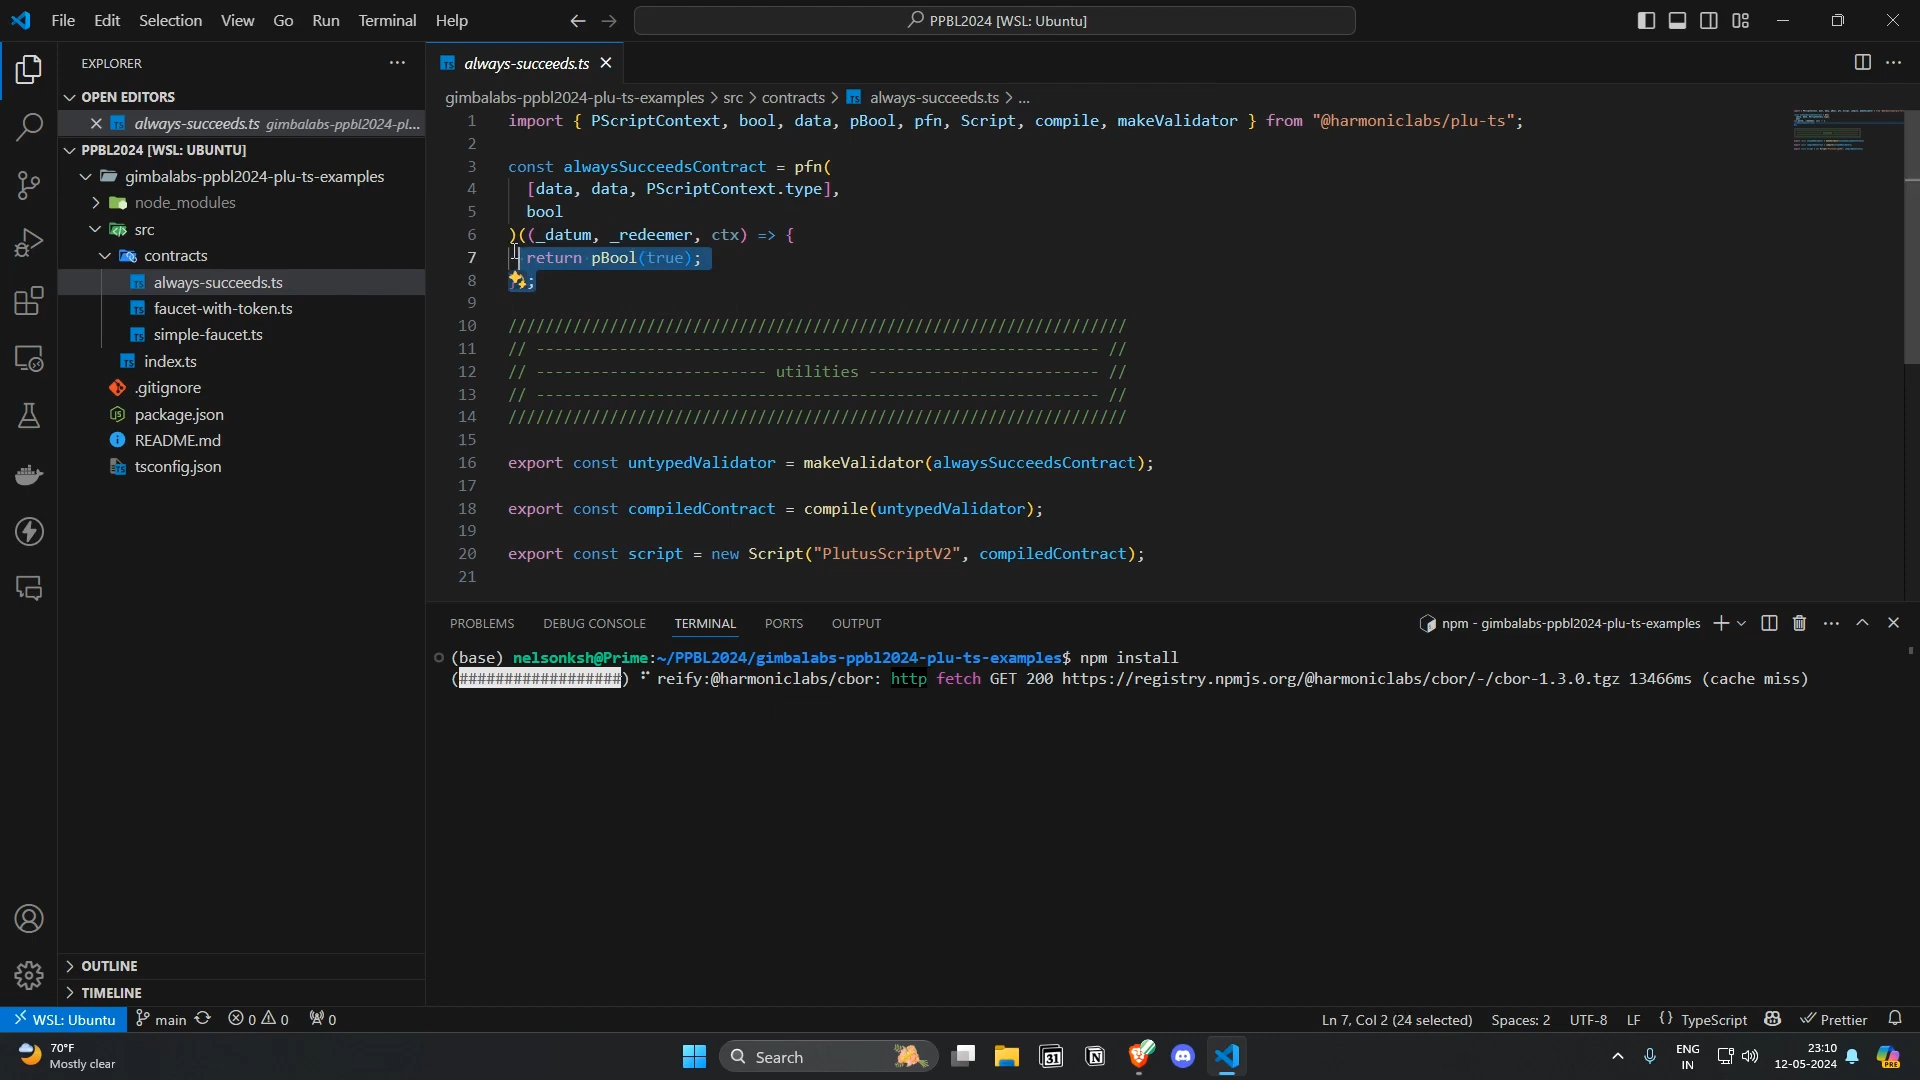 File Edit Selection View Go Run Terminal Help
PPBL2024 [WSL: Ubuntu]
EXPLORER
OPEN EDITORS
always-succeeds.ts gimbalabs-ppbl2024-pl...
PPBL2024 [WSL: UBUNTU]
gimbalabs-ppbl2024-plu-ts-examples
node_modules
src
contracts
always-succeeds.ts
faucet-with-token.ts
simple-faucet.ts
index.ts
.gitignore
package.json
README.md
tsconfig.json
OUTLINE
TIMELINE
always-succeeds.ts
gimbalabs-ppbl2024-plu-ts-examples > src > contracts > always-succeeds.ts > ...
1 import { PScriptContext, bool, data, pBool, pfn, Script, compile, makeValidator } from "@harmoniclabs/plu-ts";
2
3 const alwaysSucceedsContract = pfn(
4 [data, data, PScriptContext.type],
5 bool
6 )((_datum, _redeemer, ctx) => {
7 return pBool(true);
8 ;
9
10 ///////////////////////////////////////////////////////////////////
11 // ------------------------------------------------------------- //
12 // ------------------------- utilities ------------------------- //
13 // ------------------------------------------------------------- //
14 ///////////////////////////////////////////////////////////////////
15
16 export const untypedValidator = makeValidator(alwaysSucceedsContract);
17
18 export const compiledContract = compile(untypedValidator);
19
20 export const script = new Script("PlutusScriptV2", compiledContract);
21
PROBLEMS DEBUG CONSOLE TERMINAL PORTS OUTPUT
npm - gimbalabs-ppbl2024-plu-ts-examples
(base) nelsonksh@Prime:~/PPBL2024/gimbalabs-ppbl2024-plu-ts-examples$ npm install
(##################) ⠋ reify:@harmoniclabs/cbor: http fetch GET 200 https://registry.npmjs.org/@harmoniclabs/cbor/-/cbor-1.3.0.tgz 13466ms (cache miss)
WSL: Ubuntu main 0 0 0
Ln 7, Col 2 (24 selected) Spaces: 2 UTF-8 LF {} TypeScript Prettier
70°F
Mostly clear
Search
31
ENG
IN
23:10
12-05-2024
PRE